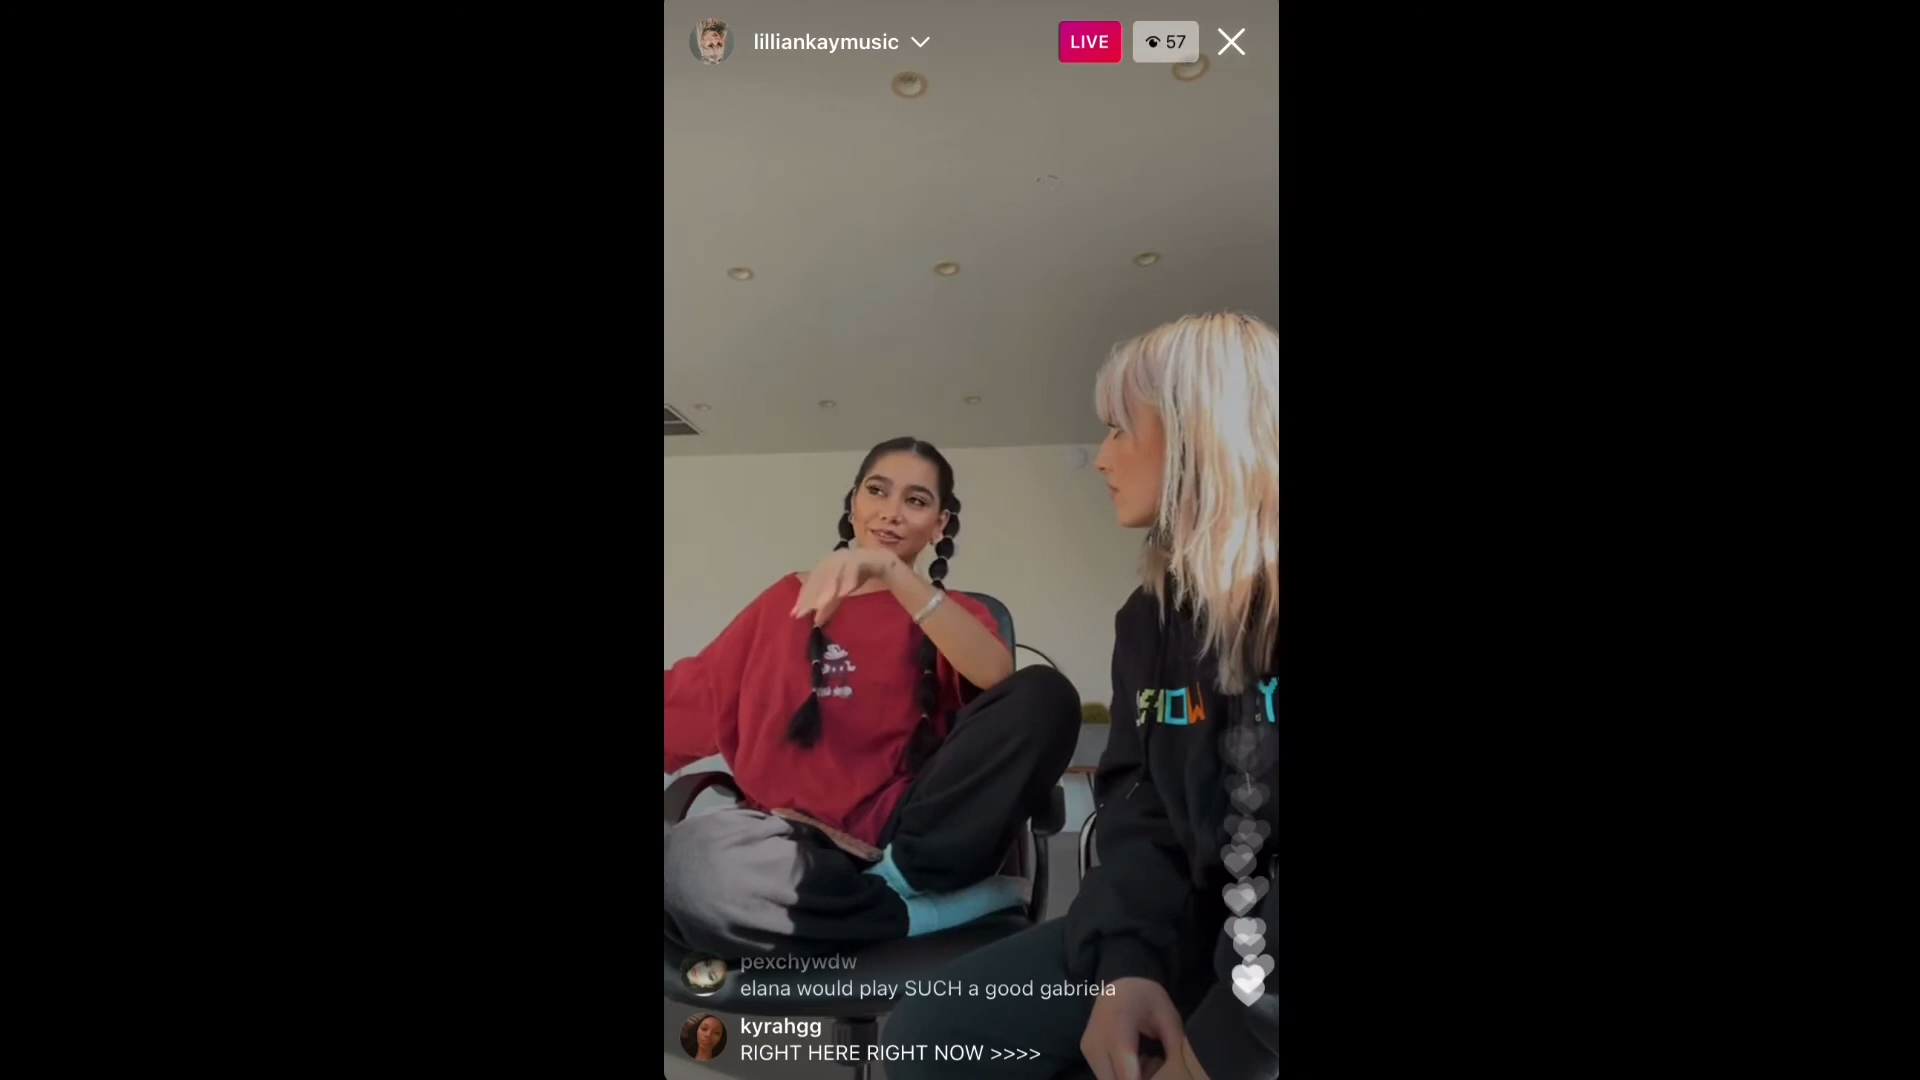 lilliankaymusic
LIVE
57
pexchywdw
elana would play SUCH a good gabriela
kyrahgg
RIGHT HERE RIGHT NOW >>>>